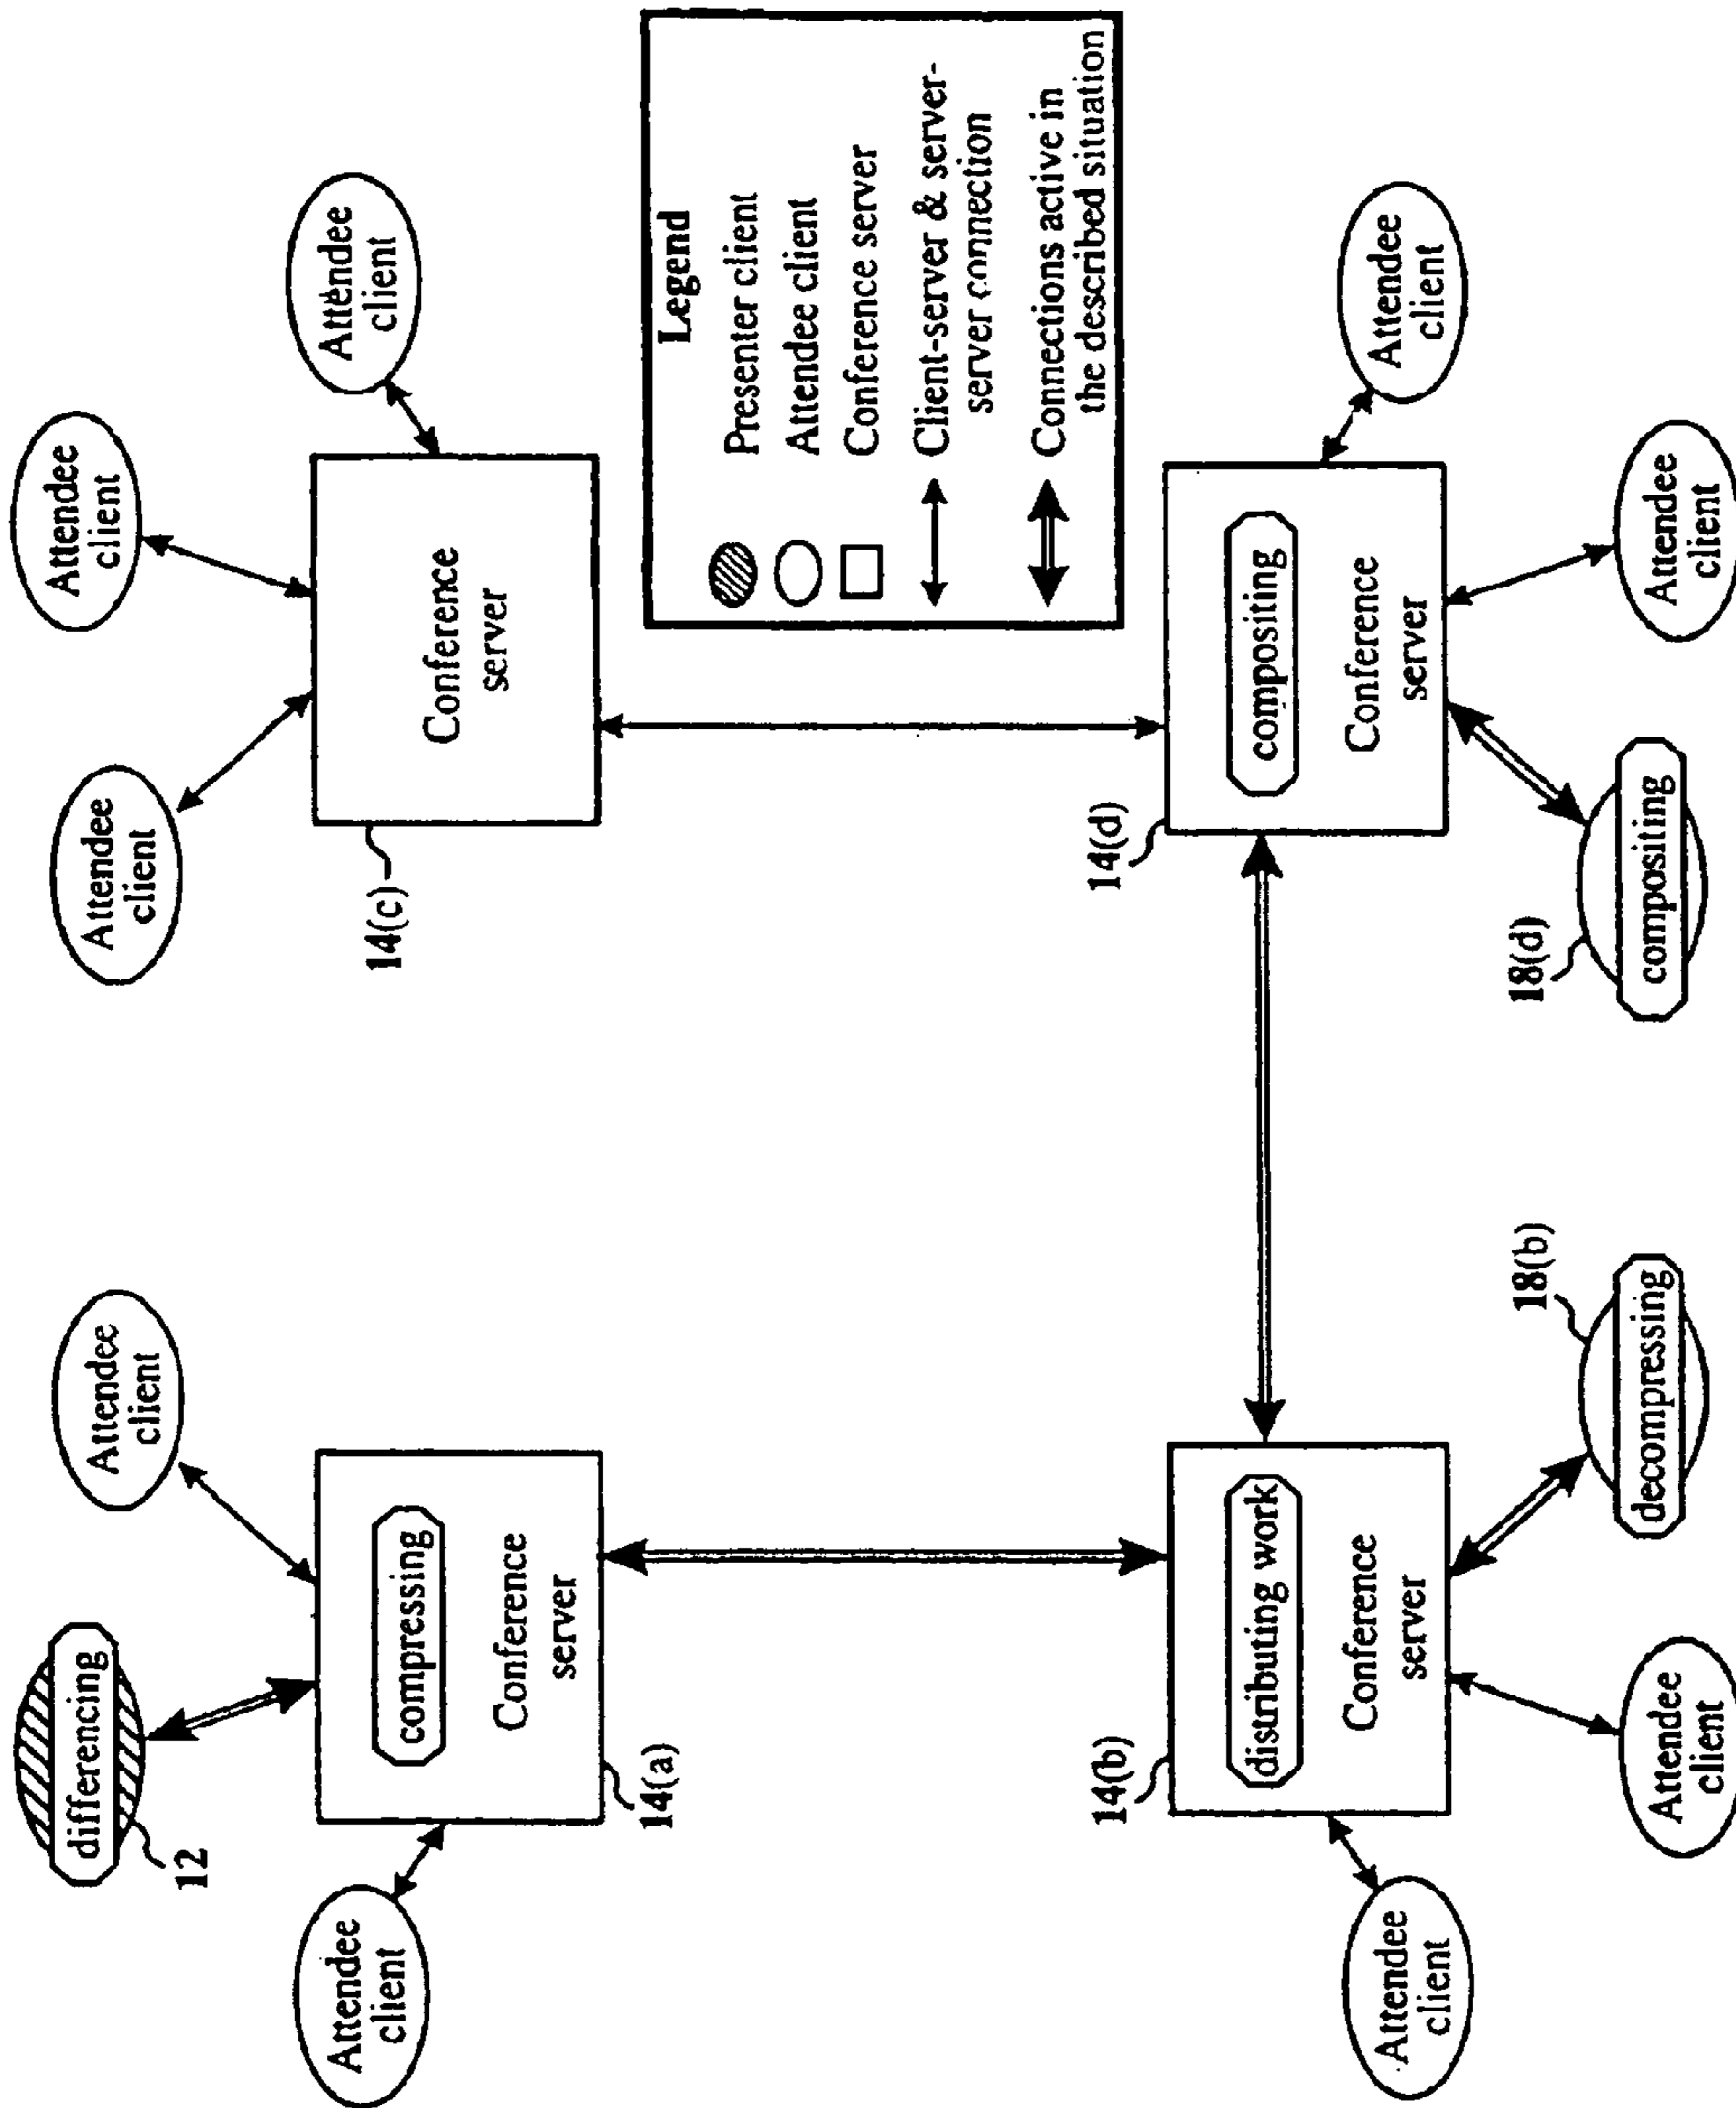 differencing
12
Attendee
client
Attendee
client
compressing
Conference
server
14(a)
Attendee
client
Attendee
client
Attendee
client
Conference
server
14(c)
Legend
Presenter client
Attendee client
Conference server
Client-server & server-
server connection
Connections active in
the described situation
14(b)
distributing work
Conference
server
Attendee
client
Attendee
client
18(b)
decompressing
14(d)
compositing
Conference
server
18(d)
compositing
Attendee
client
Attendee
client